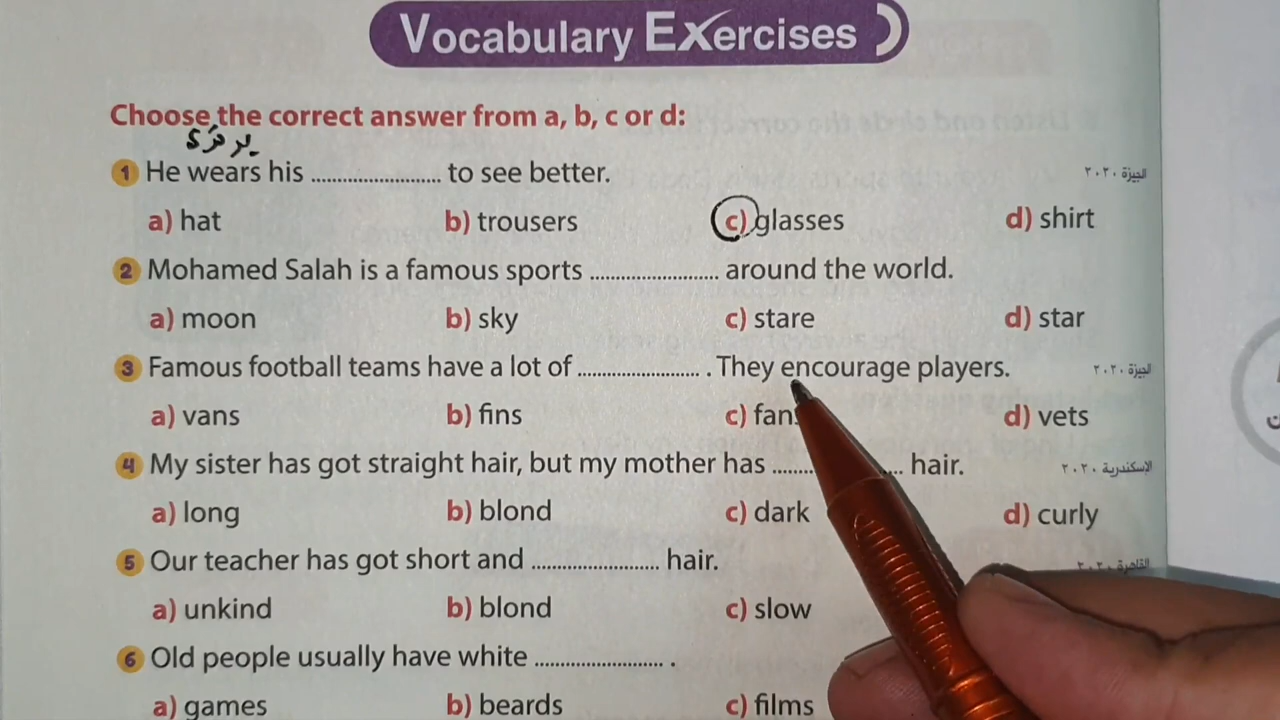 Vocabulary Exercises
Choose the correct answer from a, b, c or d:
1 He wears his ........................ to see better. الجيزة ٢٠٢٠
a) hat b) trousers c) glasses d) shirt
2 Mohamed Salah is a famous sports ........................ around the world.
a) moon b) sky c) stare d) star
3 Famous football teams have a lot of ........................ . They encourage players. الجيزة ٢٠٢٠
a) vans b) fins c) fans d) vets
4 My sister has got straight hair, but my mother has ........ .... hair. الإسكندرية ٢٠٢٠
a) long b) blond c) dark d) curly
5 Our teacher has got short and ........................ hair. القاهرة ٢٠٢٠
a) unkind b) blond c) slow
6 Old people usually have white ........................ .
a) games b) beards c) films